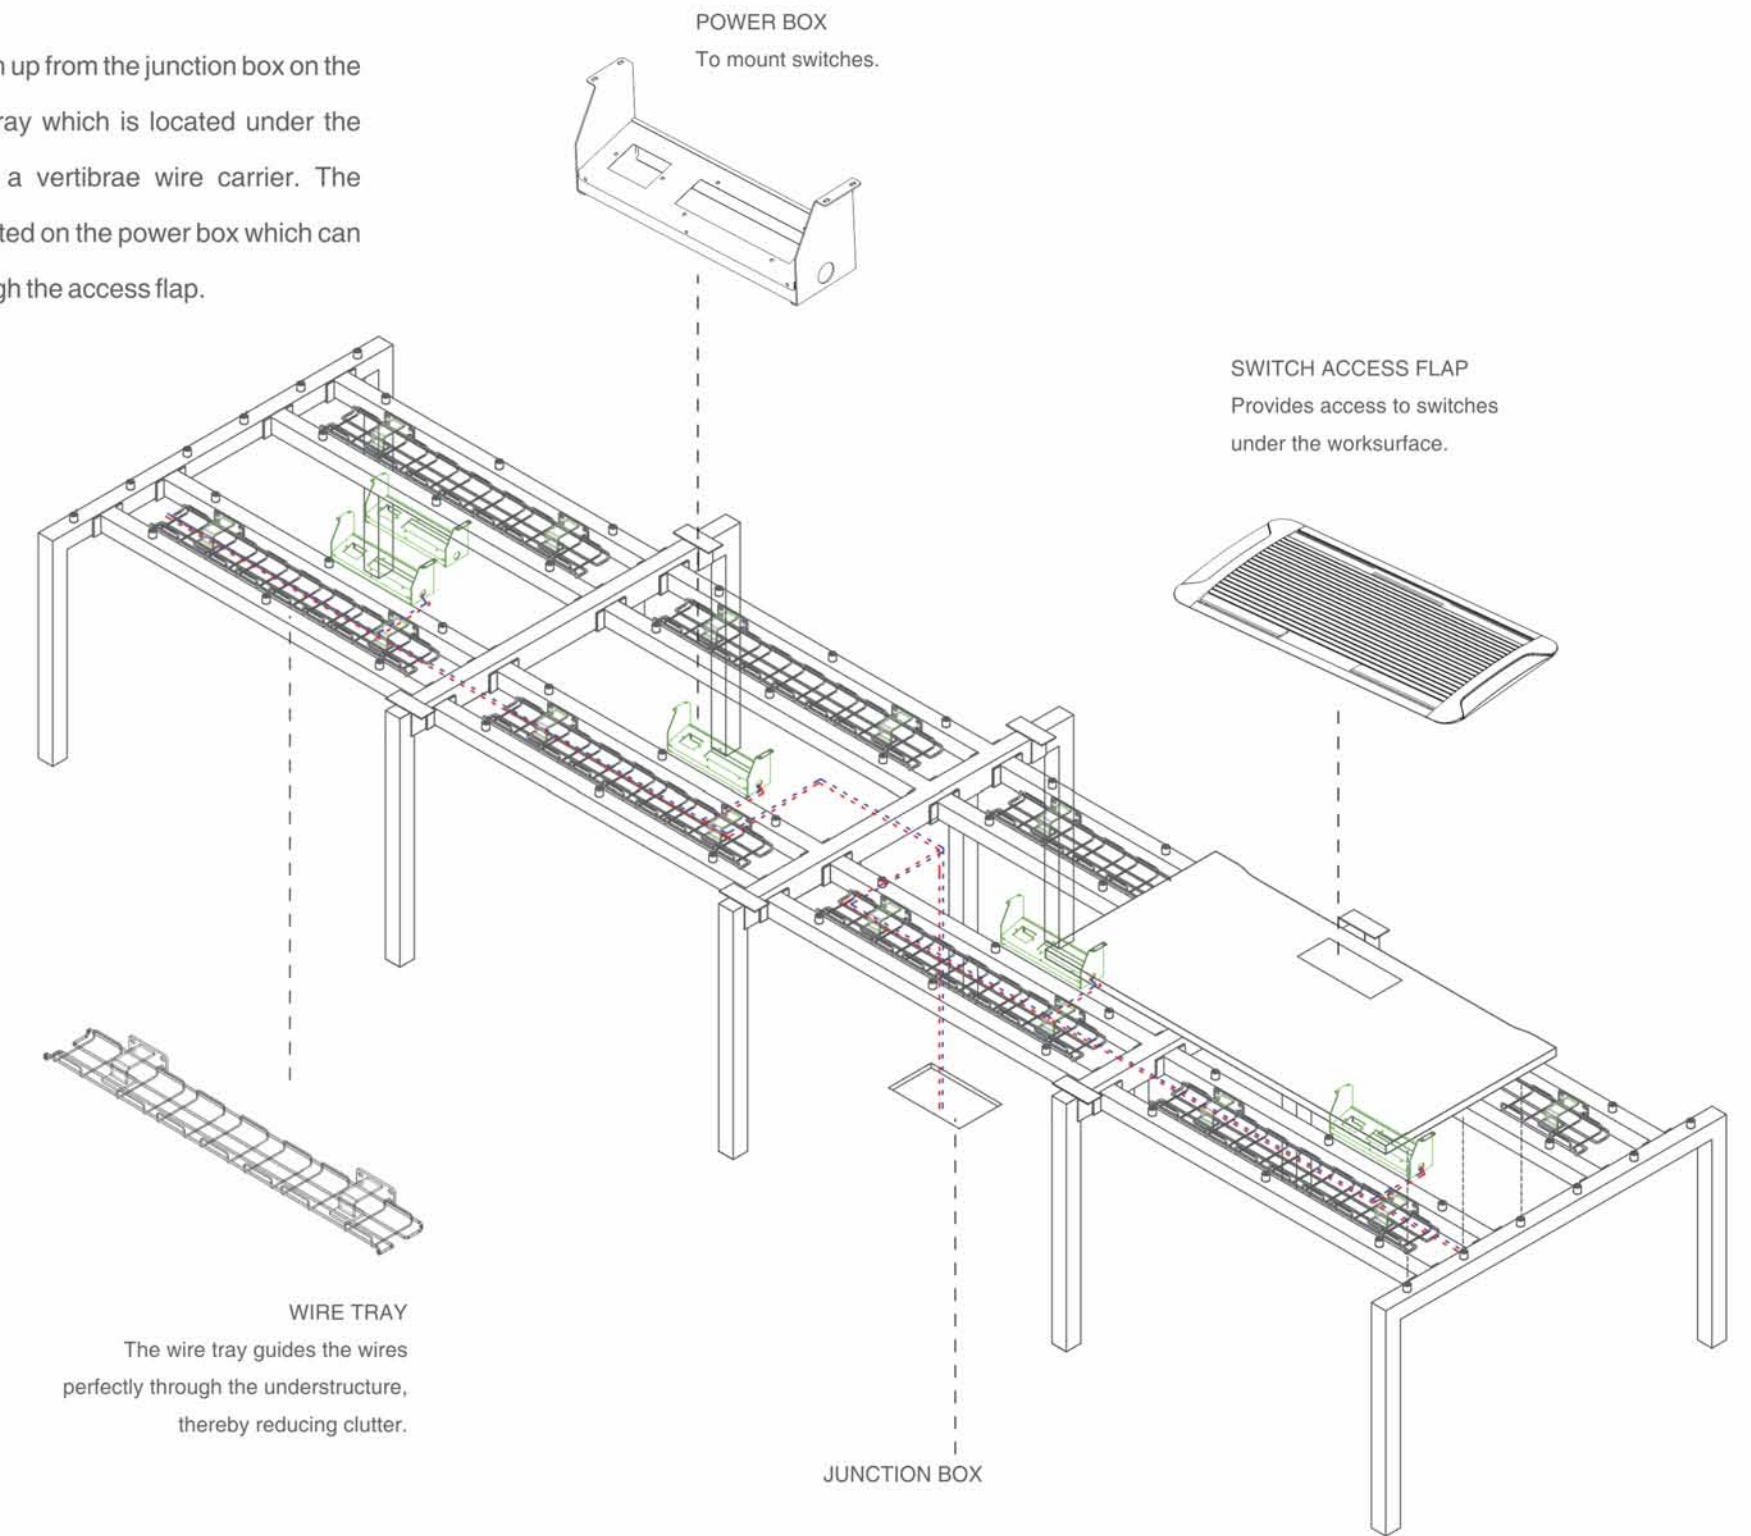 up from the junction box on the
which is located under the
a vertibrae wire carrier. The
on the power box which can
the access flap.
POWER BOX
To mount switches.
SWITCH ACCESS FLAP
Provides access to switches
under the worksurface.
WIRE TRAY
The wire tray guides the wires
perfectly through the understructure,
thereby reducing clutter.
JUNCTION BOX